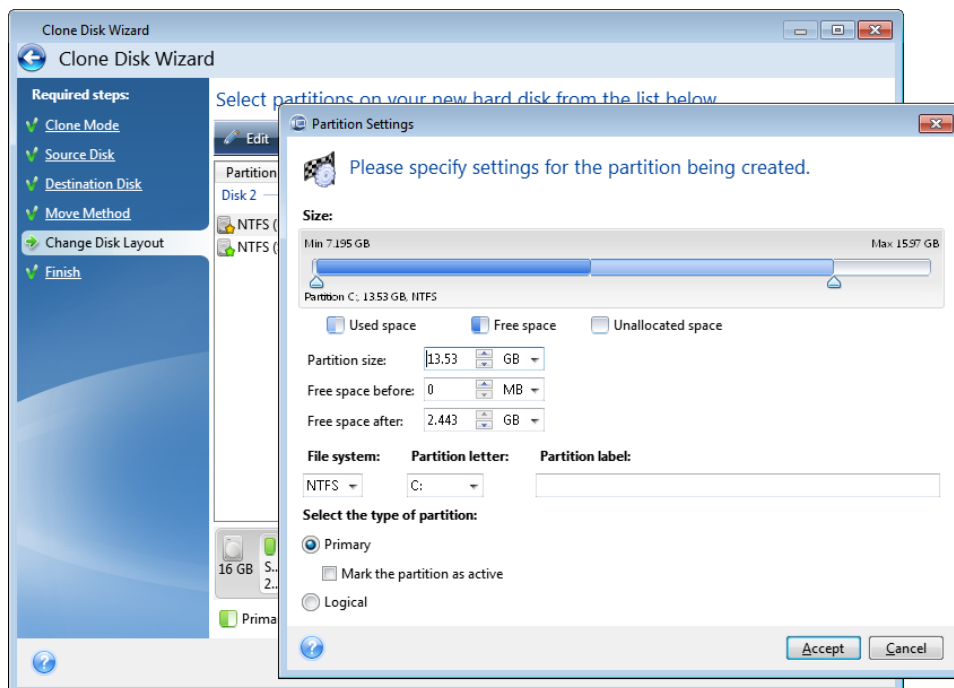 Clone Disk Wizard
Clone Disk Wizard
Required steps:
Clone Mode
Source Disk
Destination Disk
Move Method
Change Disk Layout
Finish
Select partitions on your new hard disk from the list below
Edit
Partition
Disk 2
NTFS (
NTFS (
16 GB S..
2..
Prima
Partition Settings
Please specify settings for the partition being created.
Size:
Min 7.195 GB Max 15.97 GB
Partition C:, 13.53 GB, NTFS
Used space Free space Unallocated space
Partition size: 13.53 GB
Free space before: 0 MB
Free space after: 2.443 GB
File system: Partition letter: Partition label:
NTFS C:
Select the type of partition:
Primary
Mark the partition as active
Logical
? Accept Cancel
?